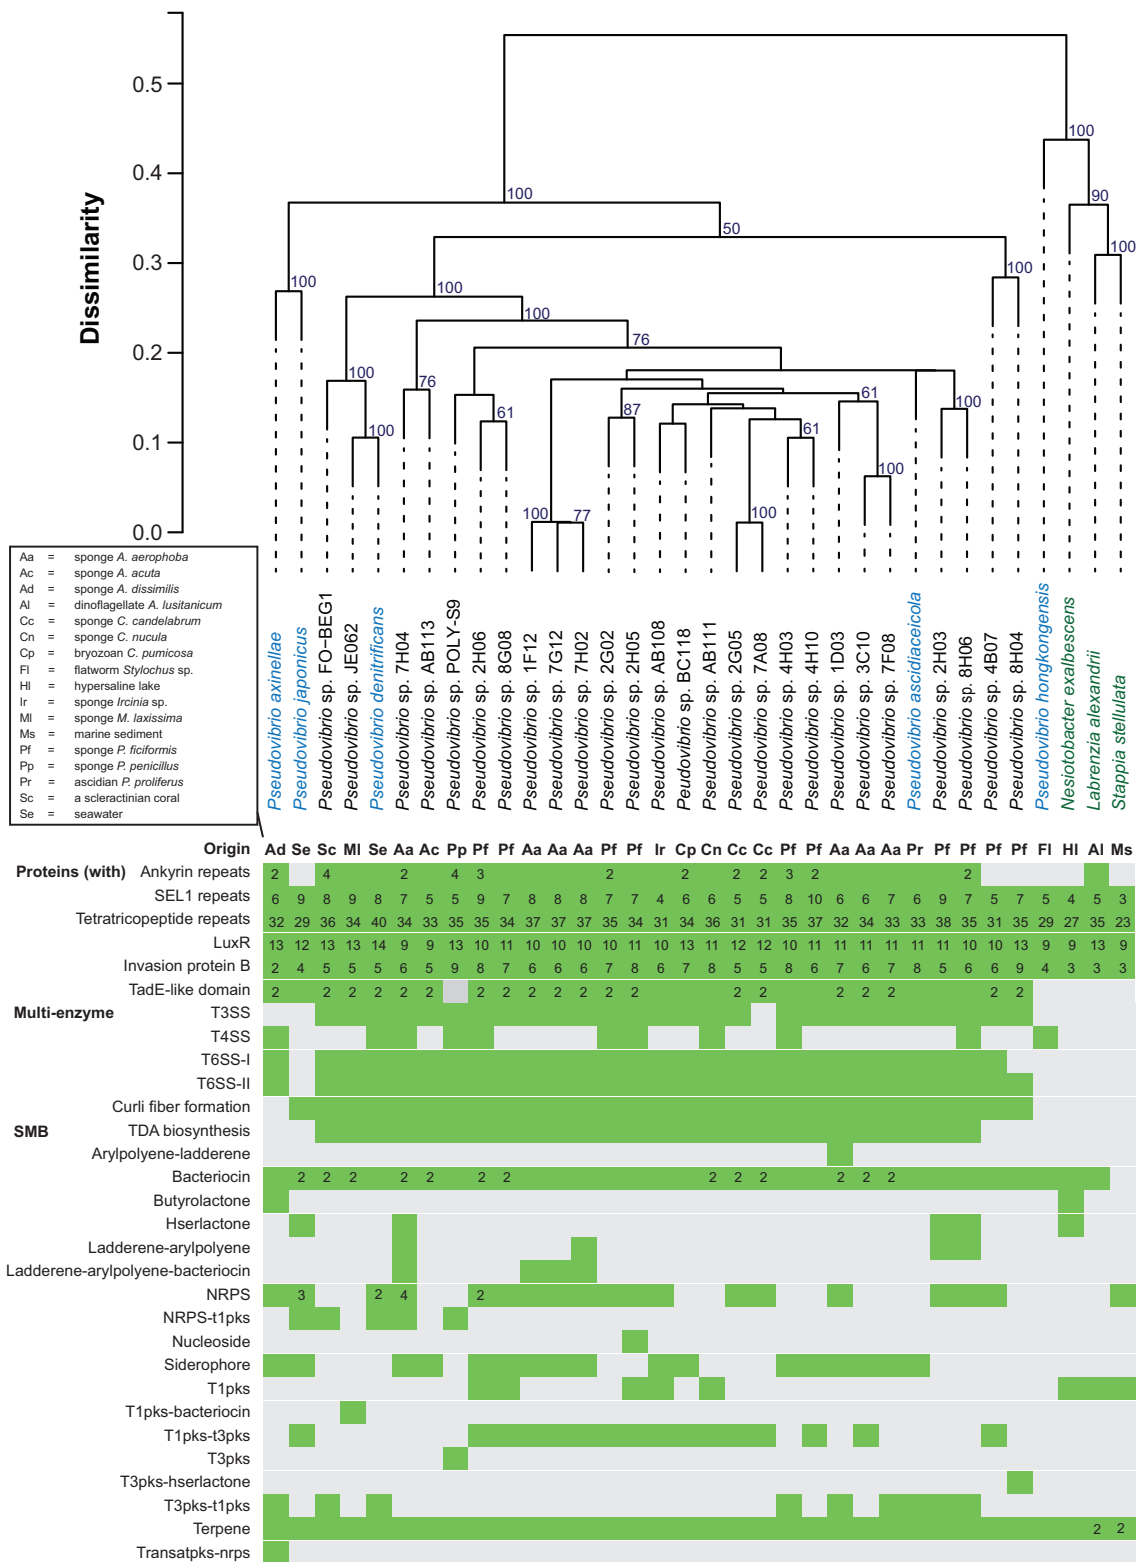 Dissimilarity
0.5
0.4
0.3
0.2
0.1
0.0
100
100
90
100
100
50
100
100
100
100
76
100
76
100
61
87
61
100
61
100
100
77
100
100
Aa = sponge A. aerophoba
Ac = sponge A. acuta
Ad = sponge A. dissimilis
Al = dinoflagellate A. lusitanicum
Cc = sponge C. candelabrum
Cn = sponge C. nucula
Cp = bryozoan C. pumicosa
Fl = flatworm Stylochus sp.
Hl = hypersaline lake
Ir = sponge Ircinia sp.
Ml = sponge M. laxissima
Ms = marine sediment
Pf = sponge P. ficiformis
Pp = sponge P. penicillus
Pr = ascidian P. proliferus
Sc = a scleractinian coral
Se = seawater
Pseudovibrio axinellae
Pseudovibrio japonicus
Pseudovibrio sp. FO-BEG1
Pseudovibrio sp. JE062
Pseudovibrio denitrificans
Pseudovibrio sp. 7H04
Pseudovibrio sp. AB113
Pseudovibrio sp. POLY-S9
Pseudovibrio sp. 2H06
Pseudovibrio sp. 8G08
Pseudovibrio sp. 1F12
Pseudovibrio sp. 7G12
Pseudovibrio sp. 7H02
Pseudovibrio sp. 2G02
Pseudovibrio sp. 2H05
Pseudovibrio sp. AB108
Peudovibrio sp. BC118
Pseudovibrio sp. AB111
Pseudovibrio sp. 2G05
Pseudovibrio sp. 7A08
Pseudovibrio sp. 4H03
Pseudovibrio sp. 4H10
Pseudovibrio sp. 1D03
Pseudovibrio sp. 3C10
Pseudovibrio sp. 7F08
Pseudovibrio ascidiaceicola
Pseudovibrio sp. 2H03
Pseudovibrio sp. 8H06
Pseudovibrio sp. 4B07
Pseudovibrio sp. 8H04
Pseudovibrio hongkongensis
Nesiotobacter exalbescens
Labrenzia alexandrii
Stappia stellulata
Origin Ad Se Sc Ml Se Aa Ac Pp Pf Pf Aa Aa Aa Pf Pf Ir Cp Cn Cc Cc Pf Pf Aa Aa Aa Pr Pf Pf Pf Pf Fl Hl Al Ms
Proteins (with) Ankyrin repeats 2 4 2 4 3 2 2 2 2 3 2 2
SEL1 repeats 6 9 8 9 8 6 5 5 9 7 8 8 7 5 7 4 6 5 5 5 8 10 6 6 7 6 9 7 5 7 5 4 5 3
Tetratricopeptide repeats 32 29 36 34 40 34 33 35 35 34 37 37 37 35 34 31 34 36 31 31 35 37 32 34 33 33 38 35 31 35 29 27 35 23
LuxR 13 12 13 13 14 9 9 13 10 11 10 10 10 10 11 10 13 11 12 12 10 11 11 11 11 11 11 10 10 13 9 9 13 9
Invasion protein B 2 4 5 5 5 6 5 9 8 7 6 6 6 7 8 6 7 8 5 5 8 6 7 6 7 8 5 6 6 9 4 3 3 3
TadE-like domain 2 2 2 2 2 2 2 2 2 2 2 2 2 2 2 2 2 2 2 2
Multi-enzyme T3SS
T4SS
T6SS-I
T6SS-II
Curli fiber formation
SMB TDA biosynthesis
Arylpolyene-ladderene
Bacteriocin 2 2 2 2 2 2 2 2 2 2 2 2 2
Butyrolactone
Hserlactone
Ladderene-arylpolyene
Ladderene-arylpolyene-bacteriocin
NRPS 3 2 4 2
NRPS-t1pks
Nucleoside
Siderophore
T1pks
T1pks-bacteriocin
T1pks-t3pks
T3pks
T3pks-hserlactone
T3pks-t1pks
Terpene 2 2
Transatpks-nrps